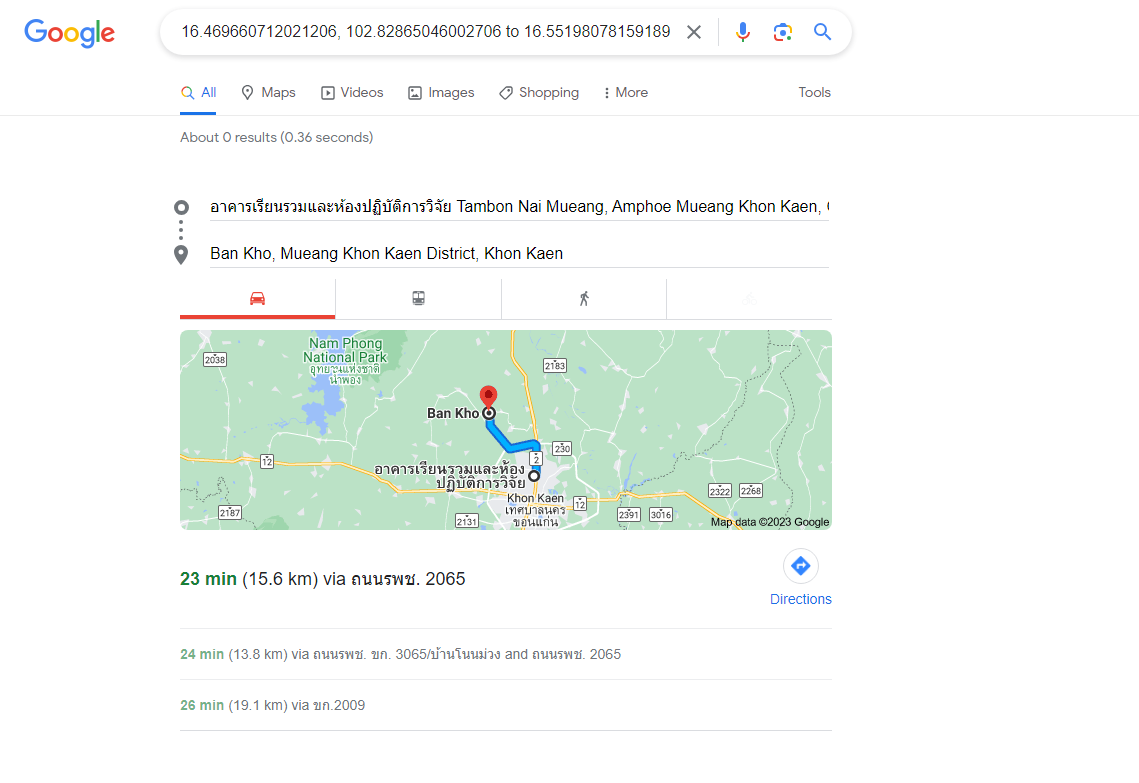 Google
16.469660712021206, 102.82865046002706 to 16.55198078159189
All Maps Videos Images Shopping More Tools
About 0 results (0.36 seconds)
อาคารเรียนรวมและห้องปฏิบัติการวิจัย Tambon Nai Mueang, Amphoe Mueang Khon Kaen,
Ban Kho, Mueang Khon Kaen District, Khon Kaen
Nam Phong
National Park
อุทยานแห่งชาติ
น้ำพอง
2038
2183
Ban Kho
230
12
2
อาคารเรียนรวมและห้อง
ปฏิบัติการวิจัย
Khon Kaen
เทศบาลนคร
ขอนแก่น
12
2322
2268
2187
2131
2391
3016
Map data ©2023 Google
23 min (15.6 km) via ถนนรพช. 2065
Directions
24 min (13.8 km) via ถนนรพช. ขก. 3065/บ้านโนนม่วง and ถนนรพช. 2065
26 min (19.1 km) via ขก.2009